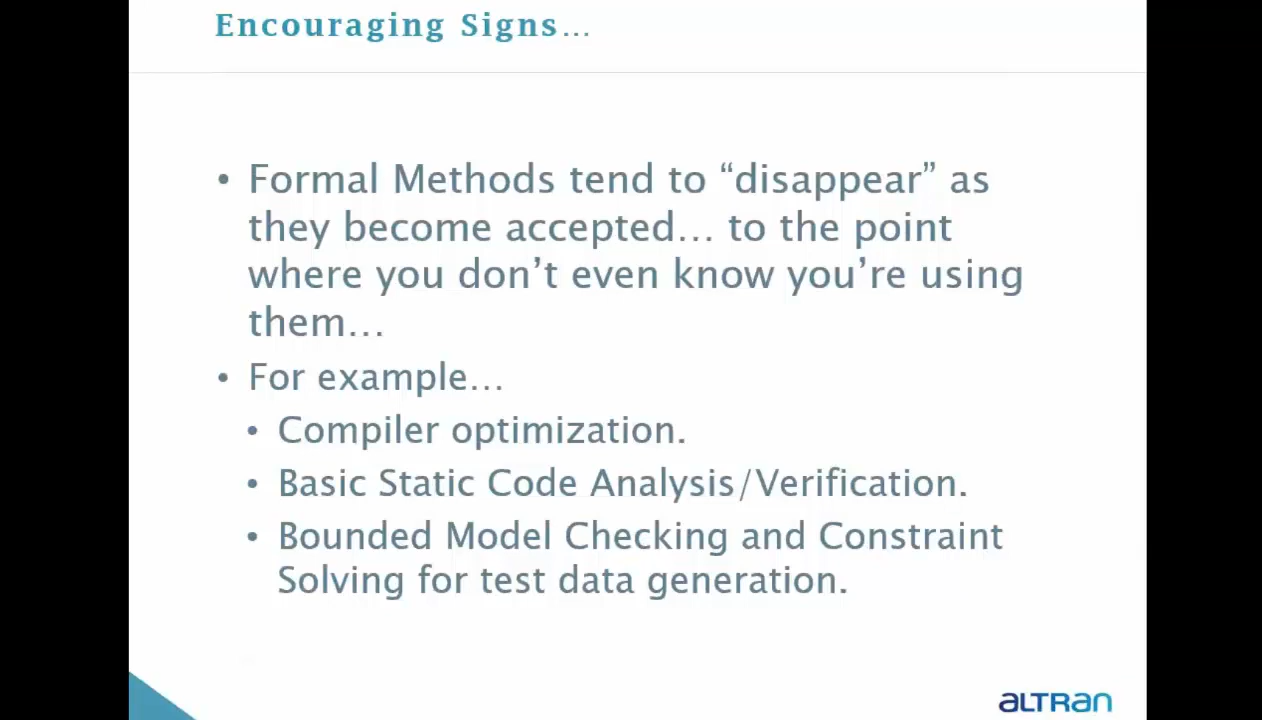 Encouraging Signs…
• Formal Methods tend to “disappear” as
they become accepted… to the point
where you don’t even know you’re using
them…
• For example…
• Compiler optimization.
• Basic Static Code Analysis/Verification.
• Bounded Model Checking and Constraint
Solving for test data generation.
ALTRAN